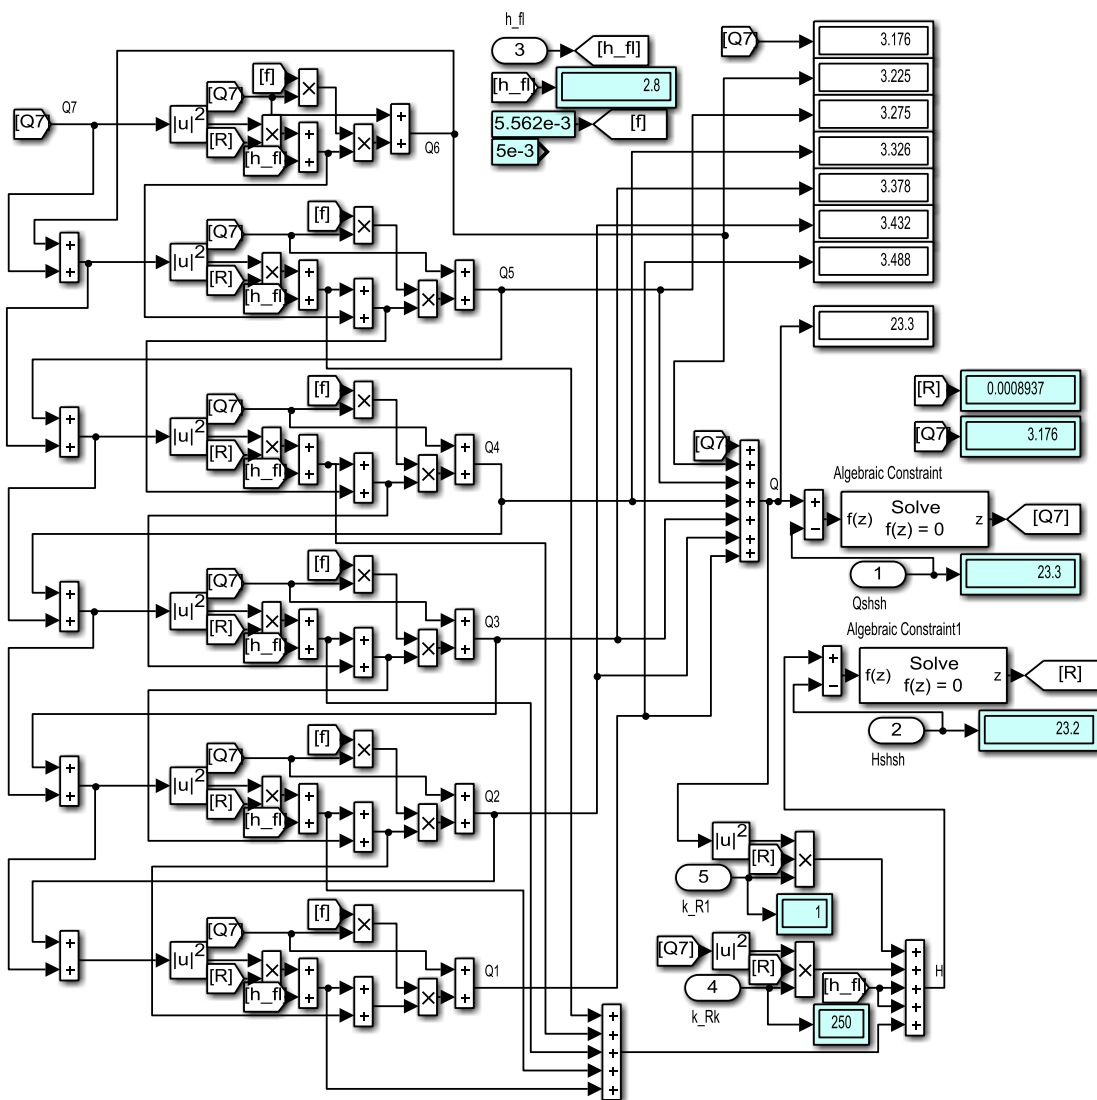 h_fl
3
[h_fl]
[h_fl]
2.8
5.562e-3
[f]
5e-3
[Q7]
3.176
3.225
3.275
3.326
3.378
3.432
3.488
23.3
[R]
0.0008937
[Q7]
3.176
[Q7]
Q7
|u|²
[Q7]
[R]
[f]
×
×
×
[h_fl]
+
+
+
+
Q6
+
+
|u|²
[Q7]
[R]
[f]
×
×
×
[h_fl]
+
+
+
+
+
+
Q5
+
+
|u|²
[Q7]
[R]
[f]
×
×
×
[h_fl]
+
+
+
+
+
+
Q4
+
+
|u|²
[Q7]
[R]
[f]
×
×
×
[h_fl]
+
+
+
+
+
+
Q3
+
+
|u|²
[Q7]
[R]
[f]
×
×
×
[h_fl]
+
+
+
+
+
+
Q2
+
+
|u|²
[Q7]
[R]
[f]
×
×
×
[h_fl]
+
+
+
+
+
+
Q1
[Q7]
+
+
+
+
+
+
+
Q
Algebraic Constraint
+
−
f(z)
Solve
f(z) = 0
z
[Q7]
1
Qshsh
23.3
Algebraic Constraint1
+
−
f(z)
Solve
f(z) = 0
z
[R]
2
Hshsh
23.2
|u|²
[R]
×
5
k_R1
1
[Q7]
|u|²
[R]
×
4
k_Rk
250
[h_fl]
+
+
+
+
+
H
+
+
+
+
+